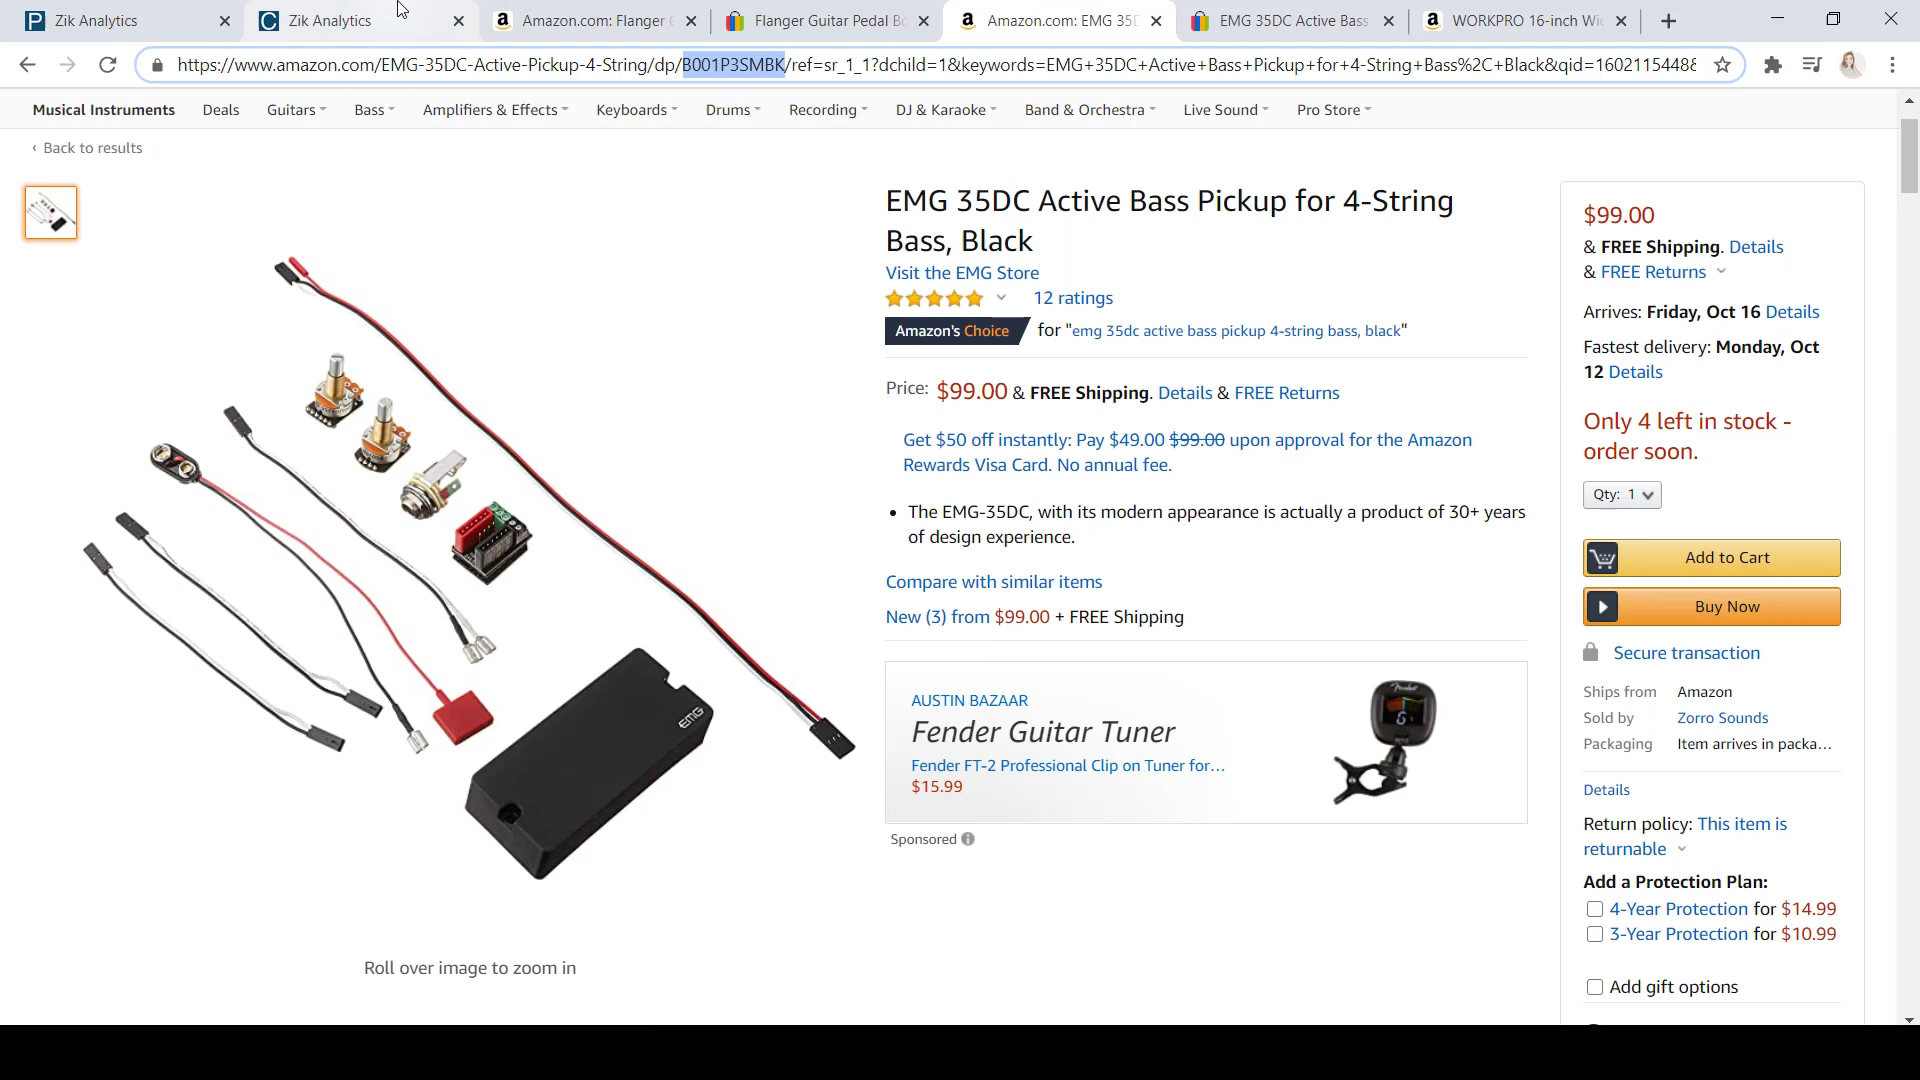 Zik Analytics
Zik Analytics
Amazon.com: Flanger
Flanger Guitar Pedal Bo
Amazon.com: EMG 35D
EMG 35DC Active Bass
WORKPRO 16-inch Wi
https://www.amazon.com/EMG-35DC-Active-Pickup-4-String/dp/B001P3SMBK/ref=sr_1_1?dchild=1&keywords=EMG+35DC+Active+Bass+Pickup+for+4-String+Bass%2C+Black&qid=1602115448
Musical Instruments Deals Guitars Bass Amplifiers & Effects Keyboards Drums Recording DJ & Karaoke Band & Orchestra Live Sound Pro Store
‹ Back to results
EMG
Roll over image to zoom in
EMG 35DC Active Bass Pickup for 4-String
Bass, Black
Visit the EMG Store
12 ratings
Amazon's Choice for "emg 35dc active bass pickup 4-string bass, black"
Price: $99.00 & FREE Shipping. Details & FREE Returns
Get $50 off instantly: Pay $49.00 $99.00 upon approval for the Amazon
Rewards Visa Card. No annual fee.
• The EMG-35DC, with its modern appearance is actually a product of 30+ years
of design experience.
Compare with similar items
New (3) from $99.00 + FREE Shipping
AUSTIN BAZAAR
Fender Guitar Tuner
Fender FT-2 Professional Clip on Tuner for…
$15.99
Fender
Sponsored
$99.00
& FREE Shipping. Details
& FREE Returns
Arrives: Friday, Oct 16 Details
Fastest delivery: Monday, Oct
12 Details
Only 4 left in stock -
order soon.
Qty: 1
Add to Cart
Buy Now
Secure transaction
Ships from Amazon
Sold by Zorro Sounds
Packaging Item arrives in packa…
Details
Return policy: This item is
returnable
Add a Protection Plan:
4-Year Protection for $14.99
3-Year Protection for $10.99
Add gift options